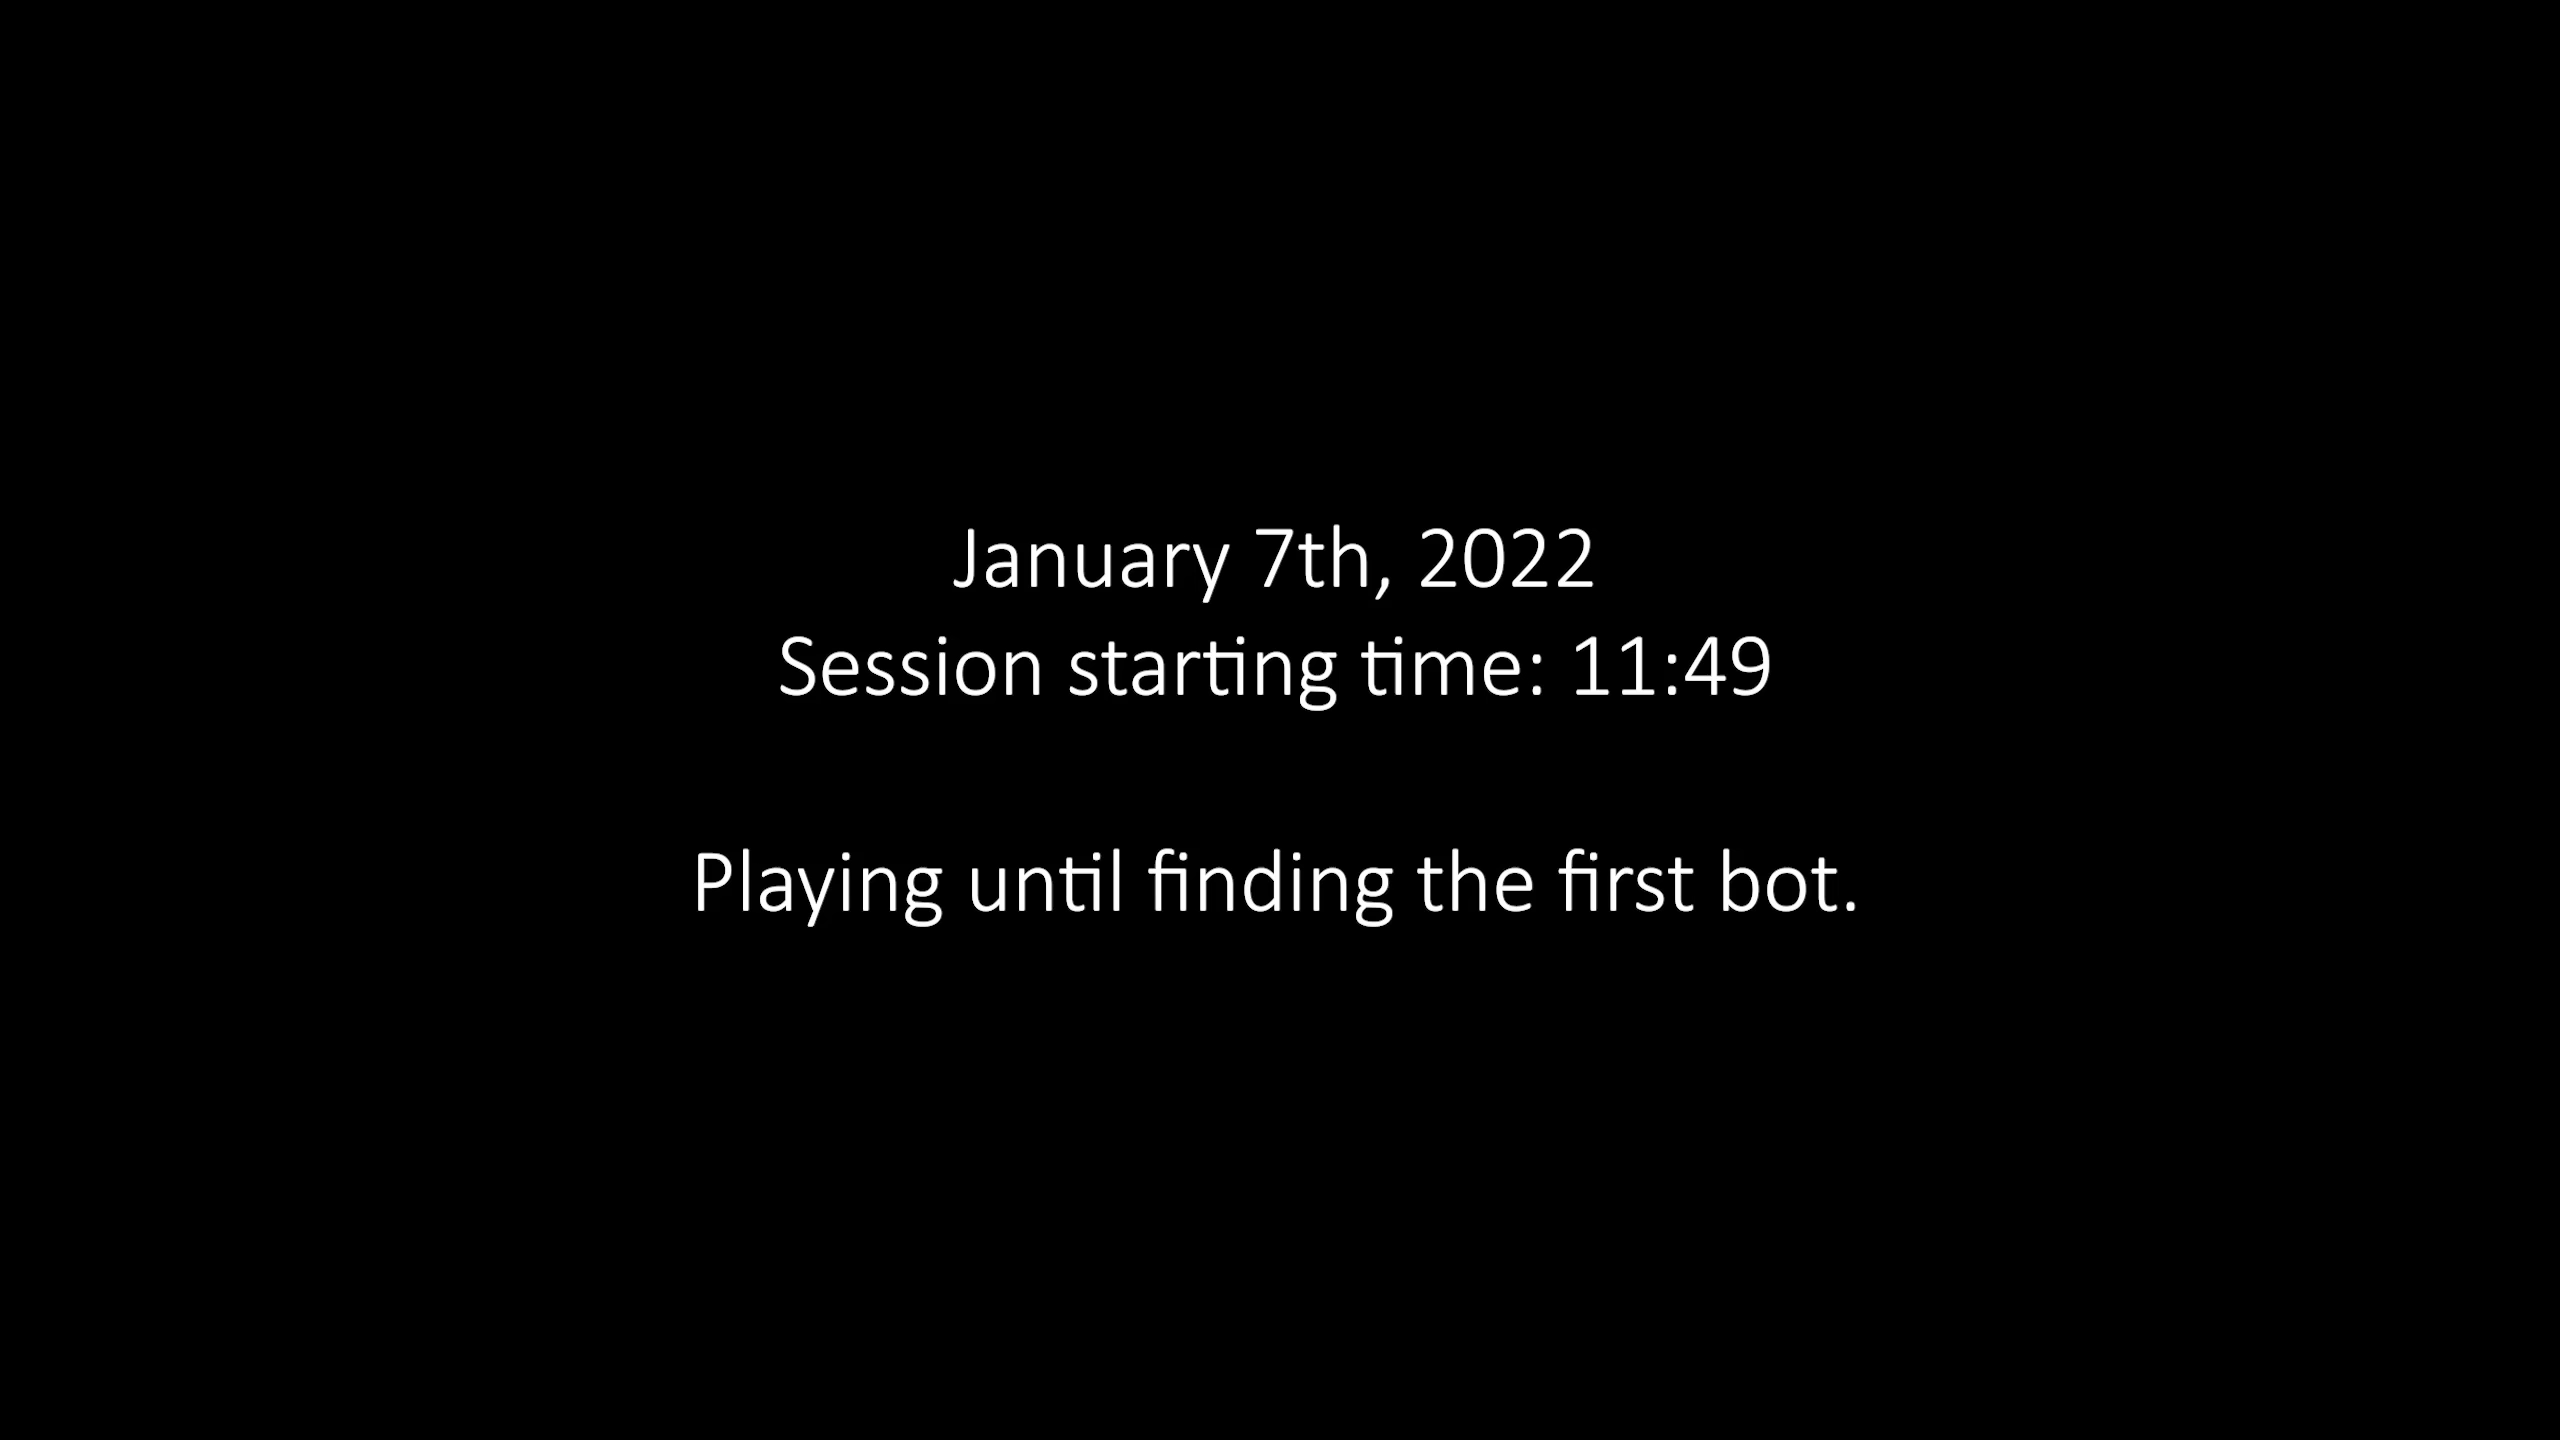 January 7th, 2022
Session starting time: 11:49
Playing until finding the first bot.